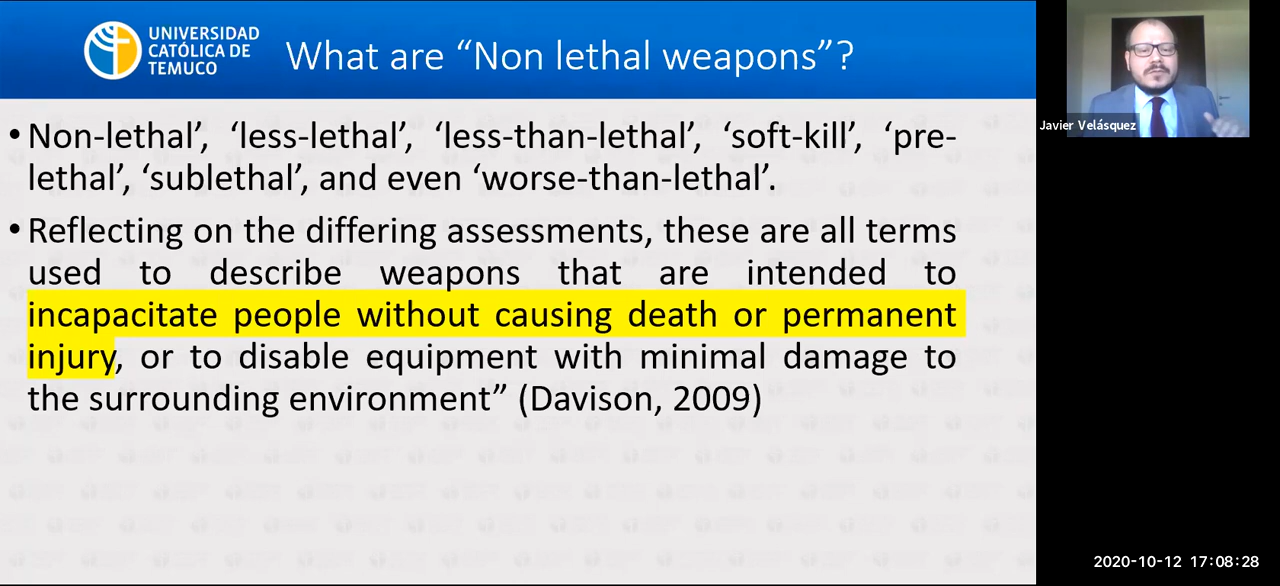 UNIVERSIDAD
CATÓLICA DE
TEMUCO
What are “Non lethal weapons”?
• Non-lethal’, ‘less-lethal’, ‘less-than-lethal’, ‘soft-kill’, ‘pre-
lethal’, ‘sublethal’, and even ‘worse-than-lethal’.
• Reflecting on the differing assessments, these are all terms
used to describe weapons that are intended to
incapacitate people without causing death or permanent
injury, or to disable equipment with minimal damage to
the surrounding environment” (Davison, 2009)
Javier Velásquez
2020-10-12 17:08:28